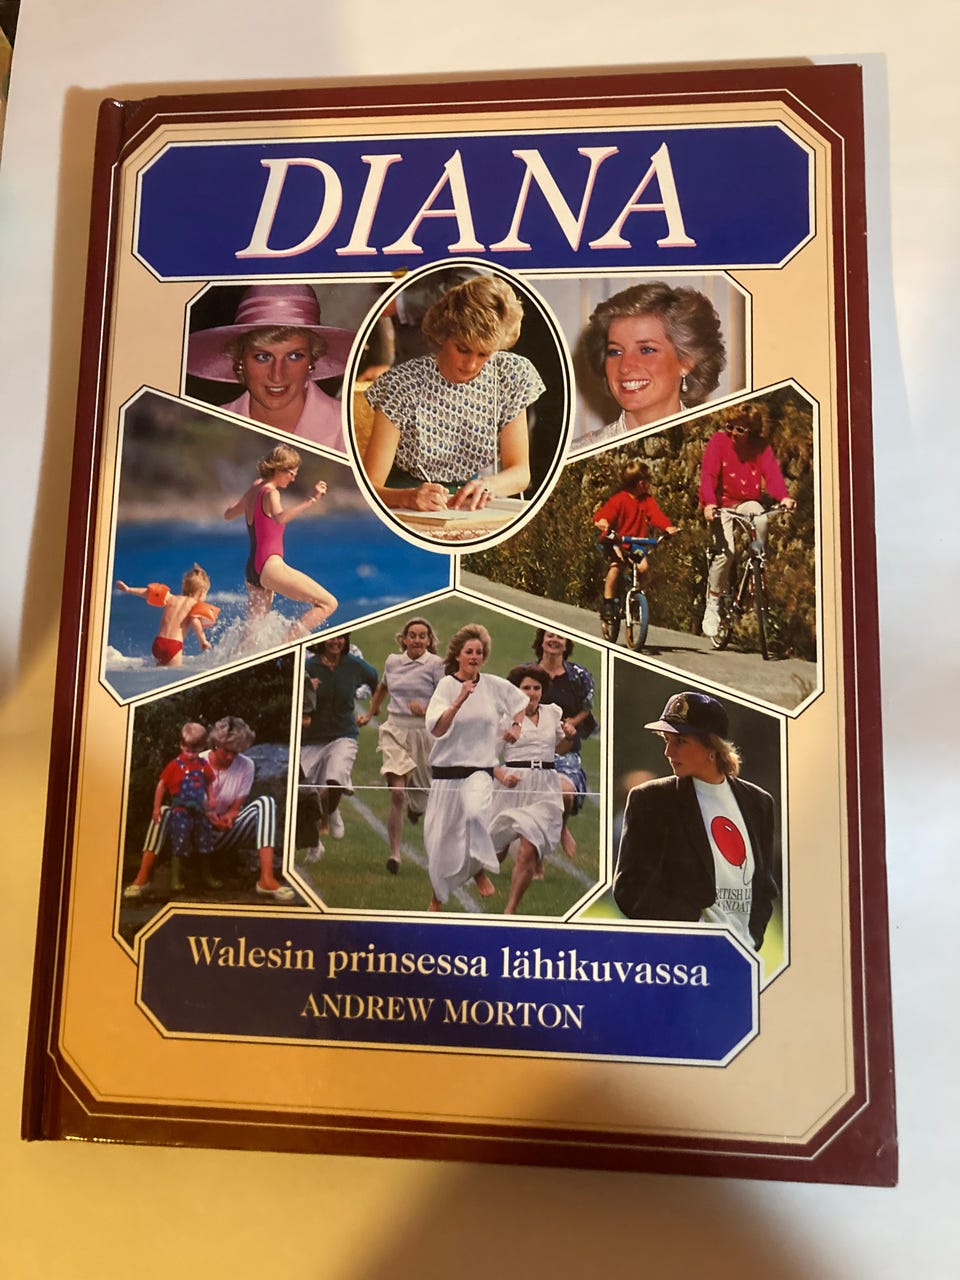 DIANA
Walesin prinsessa lähikuvassa
ANDREW MORTON